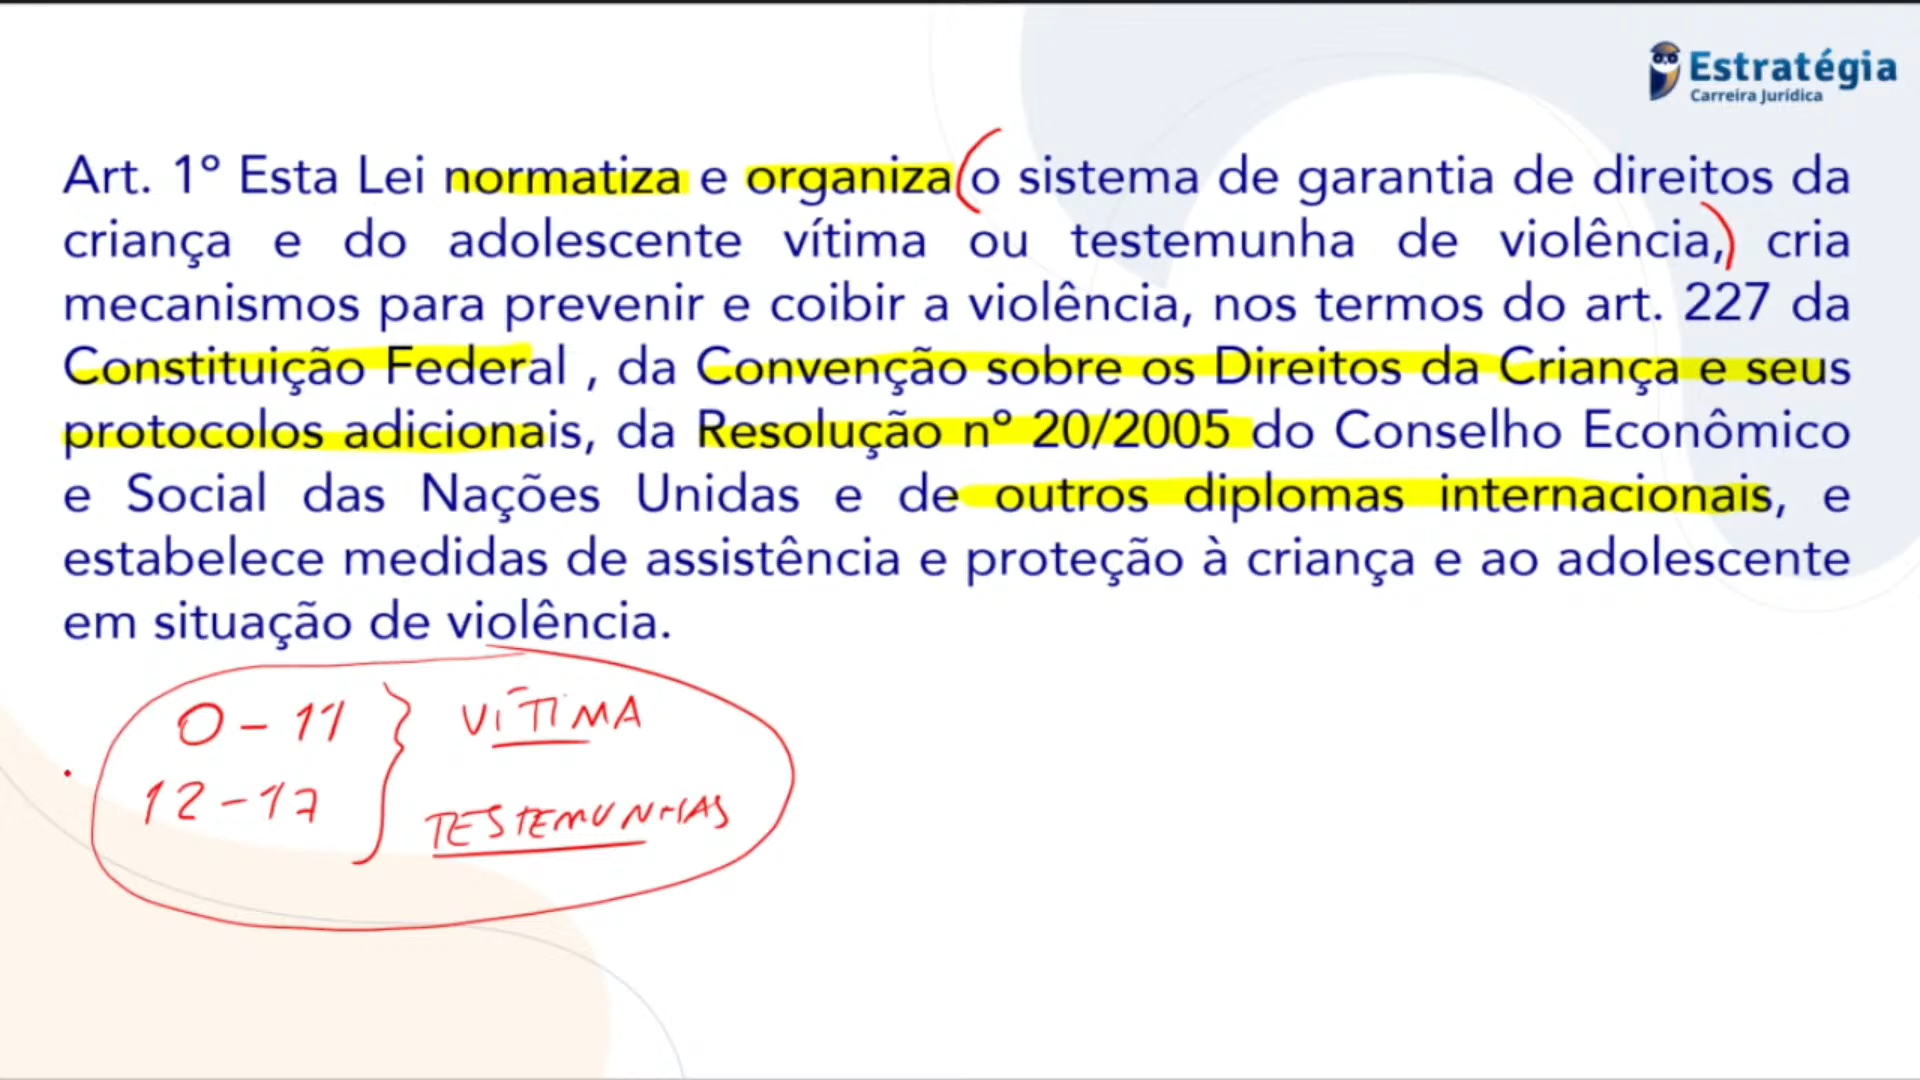 Estratégia
Carreira Jurídica
Art. 1º Esta Lei normatiza e organiza (o sistema de garantia de direitos da
criança e do adolescente vítima ou testemunha de violência,) cria
mecanismos para prevenir e coibir a violência, nos termos do art. 227 da
Constituição Federal , da Convenção sobre os Direitos da Criança e seus
protocolos adicionais, da Resolução nº 20/2005 do Conselho Econômico
e Social das Nações Unidas e de outros diplomas internacionais, e
estabelece medidas de assistência e proteção à criança e ao adolescente
em situação de violência.
0-11 } VÍTIMA
12-17 TESTEMUNHAS